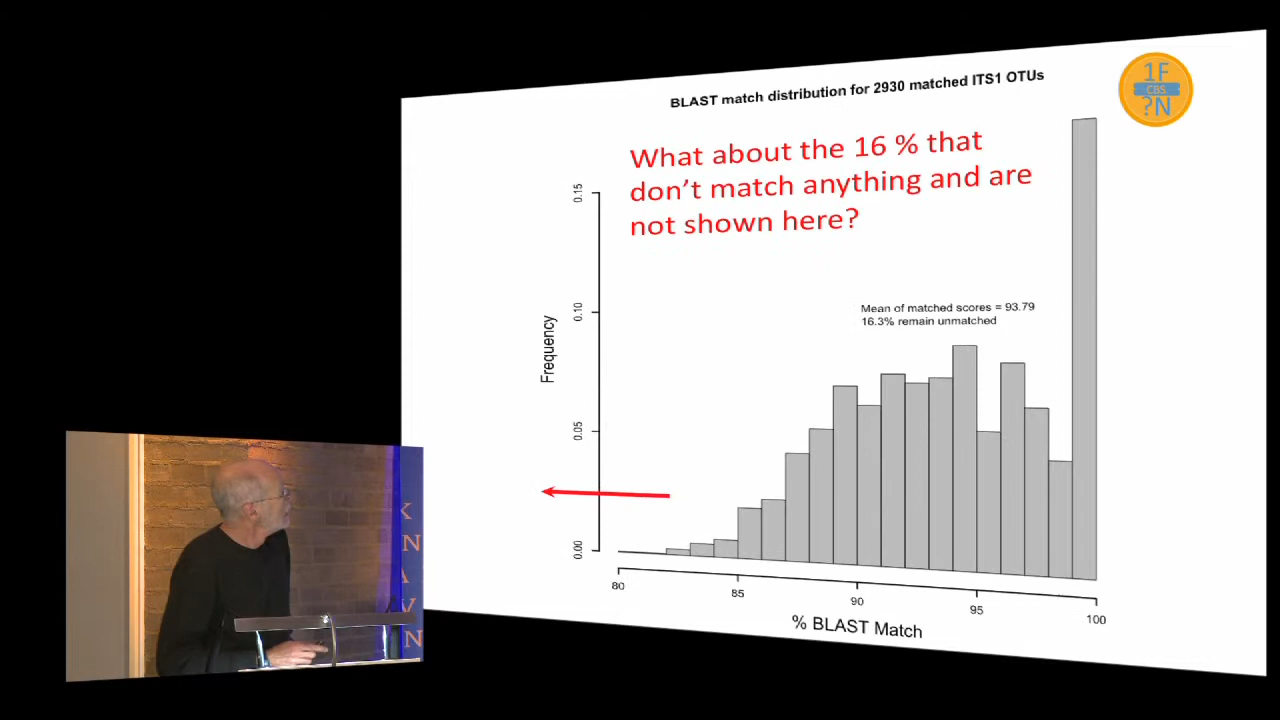 BLAST match distribution for 2930 matched ITS1 OTUs
1F
CBS
?N
What about the 16 % that
don’t match anything and are
not shown here?
0.15
0.10
0.05
0.00
Frequency
Mean of matched scores = 93.79
16.3% remain unmatched
80
85
90
95
100
% BLAST Match
K
N
A
W
N